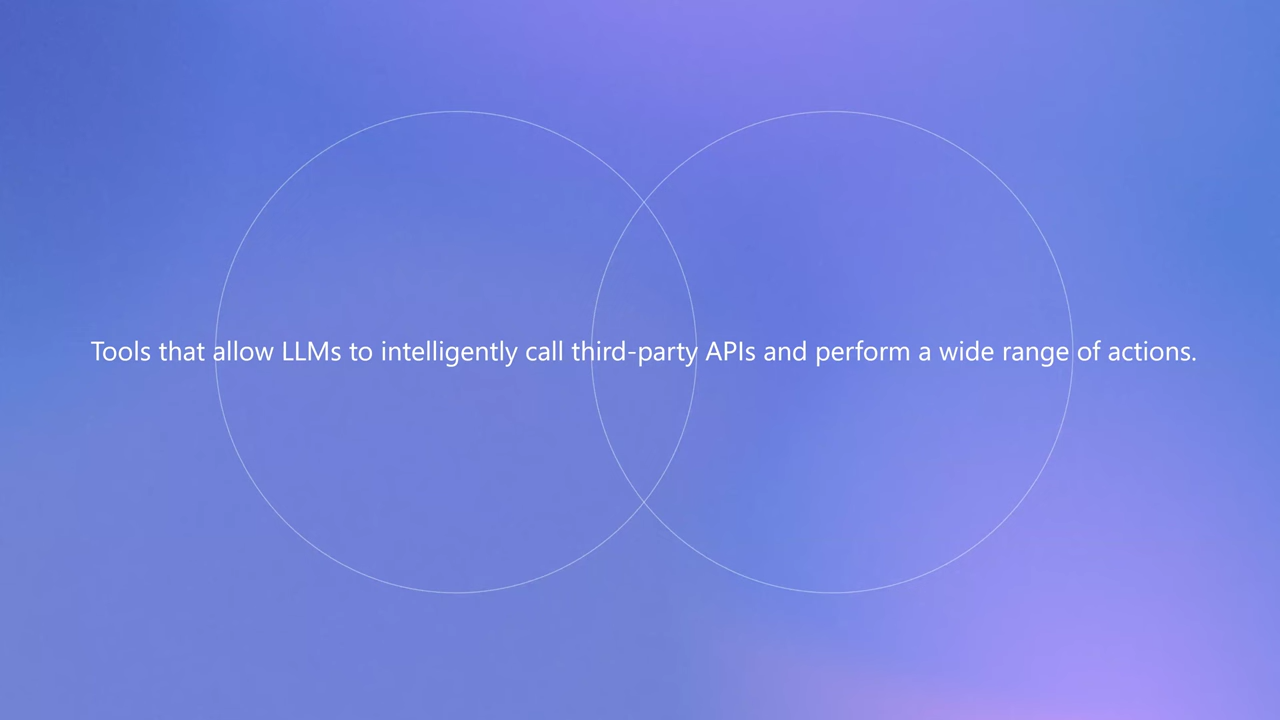 Tools that allow LLMs to intelligently call third-party APIs and perform a wide range of actions.